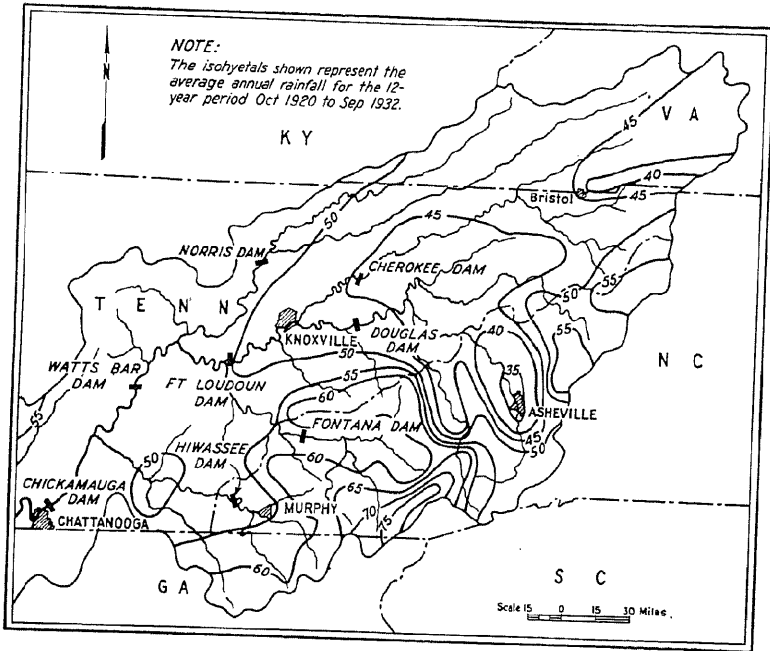 NOTE:
The isohyetals shown represent the
average annual rainfall for the 12-
year period Oct 1920 to Sep 1932.
N
K Y
V A
45
40
45
Bristol
50
45
NORRIS DAM
CHEROKEE DAM
55
50
T E N N
55
KNOXVILLE
DOUGLAS
DAM
40
N C
WATTS BAR
DAM
FT LOUDOUN
DAM
50
55
60
35
ASHEVILLE
FONTANA DAM
45
50
55
HIWASSEE
DAM
50
60
65
CHICKAMAUGA
DAM
MURPHY
70
75
CHATTANOOGA
60
G A
S C
Scale 15 0 15 30 Miles.